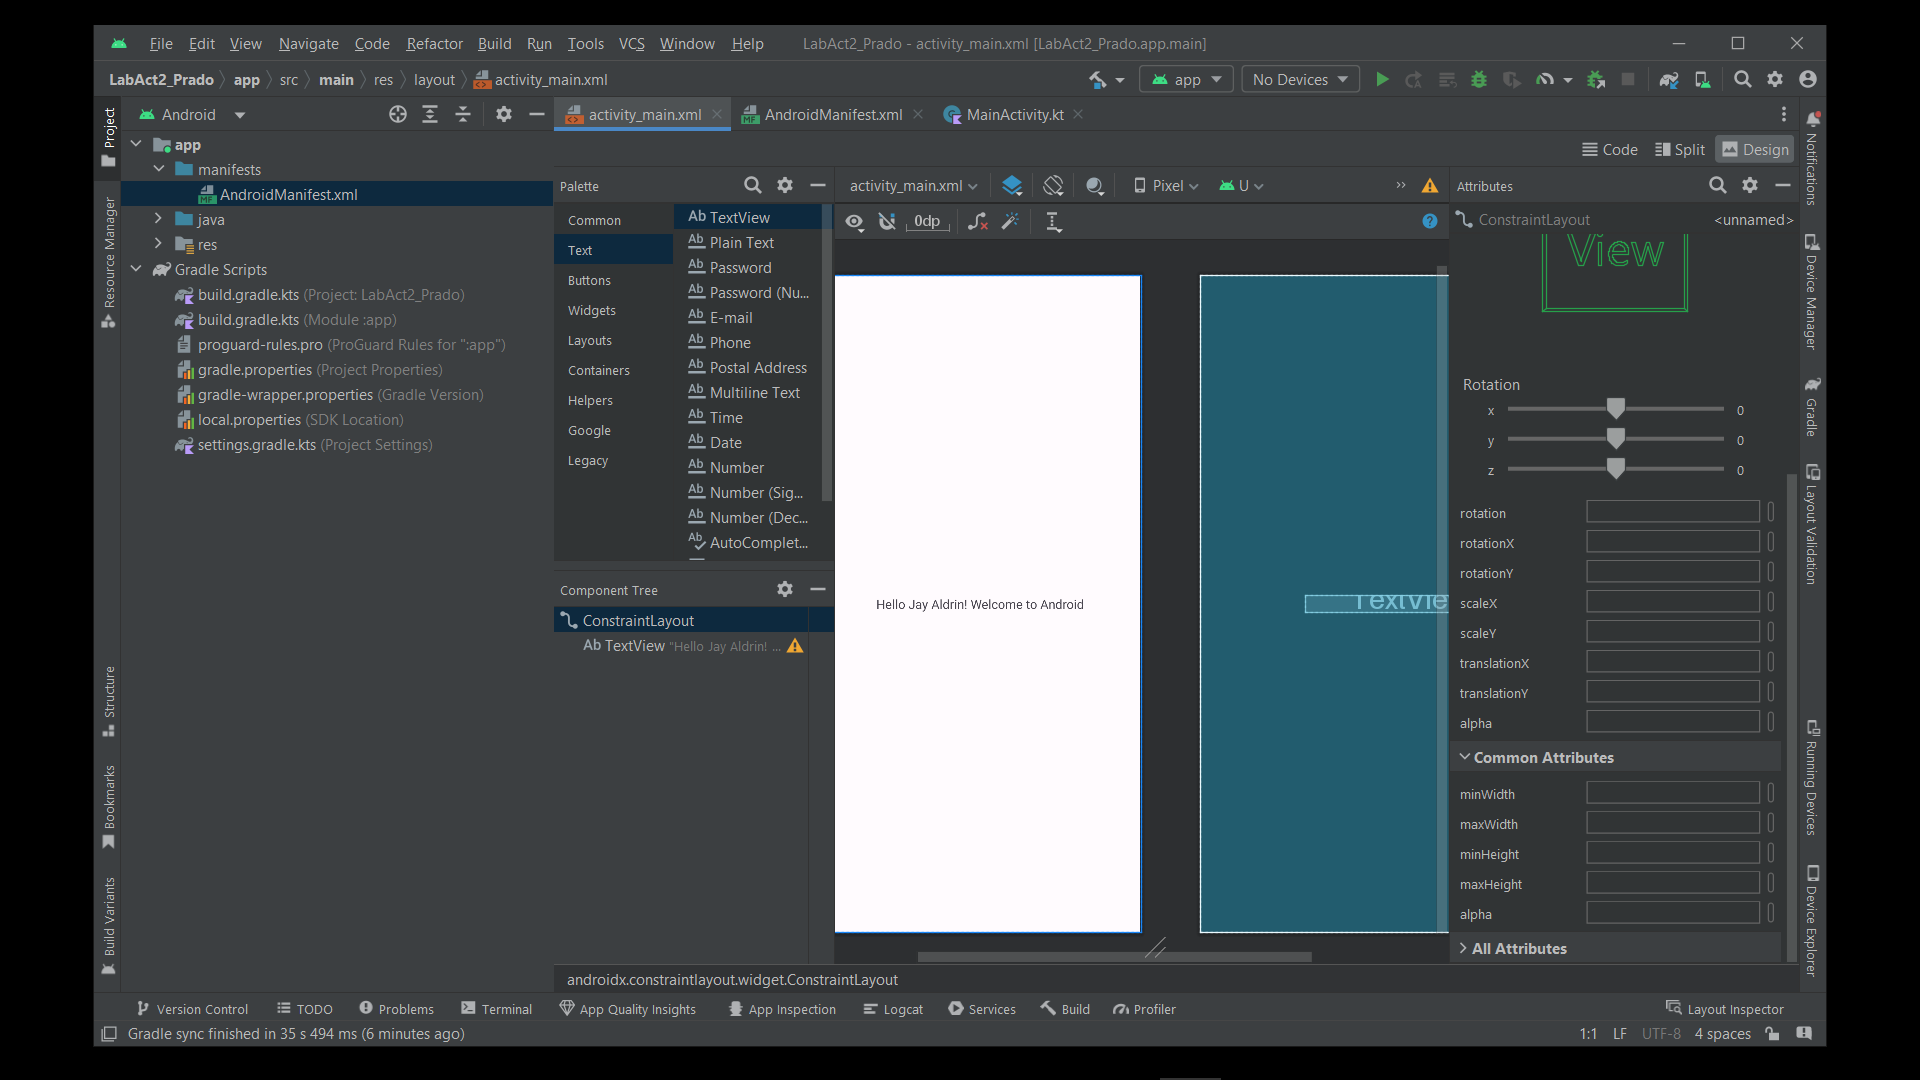 File Edit View Navigate Code Refactor Build Run Tools VCS Window Help LabAct2_Prado - activity_main.xml [LabAct2_Prado.app.main]
LabAct2_Prado app src main res layout activity_main.xml app No Devices
Project
Resource Manager
Structure
Bookmarks
Build Variants
Android
app
manifests
AndroidManifest.xml
java
res
Gradle Scripts
build.gradle.kts (Project: LabAct2_Prado)
build.gradle.kts (Module :app)
proguard-rules.pro (ProGuard Rules for ":app")
gradle.properties (Project Properties)
gradle-wrapper.properties (Gradle Version)
local.properties (SDK Location)
settings.gradle.kts (Project Settings)
activity_main.xml AndroidManifest.xml MainActivity.kt
Code Split Design
Palette
Common
Text
Buttons
Widgets
Layouts
Containers
Helpers
Google
Legacy
Ab TextView
Ab Plain Text
Ab Password
Ab Password (Nu...
Ab E-mail
Ab Phone
Ab Postal Address
Ab Multiline Text
Ab Time
Ab Date
Ab Number
Ab Number (Sig...
Ab Number (Dec...
Ab AutoComplet...
Component Tree
ConstraintLayout
Ab TextView "Hello Jay Aldrin! ...
activity_main.xml Pixel U
0dp
Hello Jay Aldrin! Welcome to Android
TextVie
Attributes
ConstraintLayout <unnamed>
View
Rotation
x 0
y 0
z 0
rotation
rotationX
rotationY
scaleX
scaleY
translationX
translationY
alpha
Common Attributes
minWidth
maxWidth
minHeight
maxHeight
alpha
All Attributes
Notifications
Device Manager
Gradle
Layout Validation
Running Devices
Device Explorer
androidx.constraintlayout.widget.ConstraintLayout
Version Control TODO Problems Terminal App Quality Insights App Inspection Logcat Services Build Profiler Layout Inspector
Gradle sync finished in 35 s 494 ms (6 minutes ago) 1:1 LF UTF-8 4 spaces